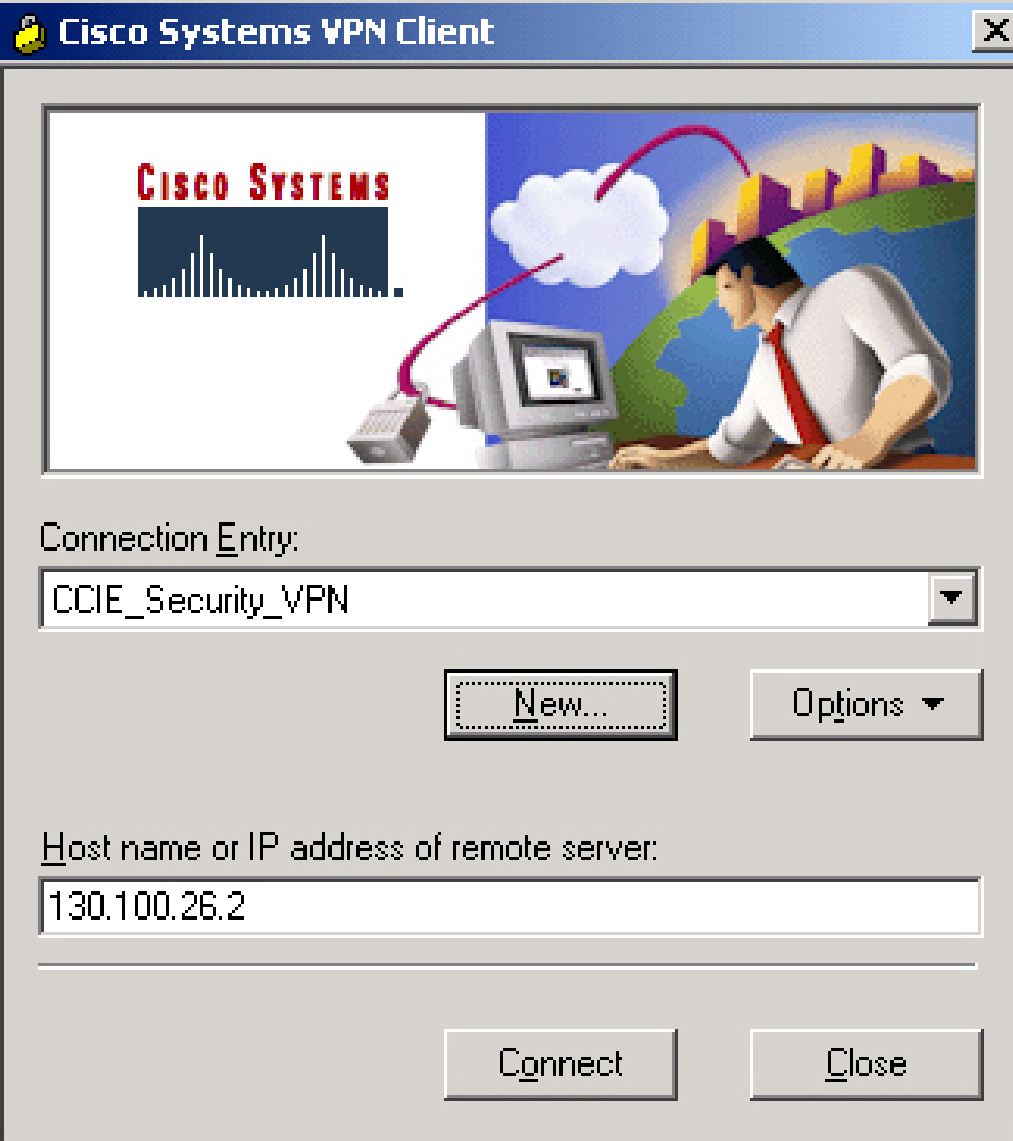 Cisco Systems VPN Client
CISCO SYSTEMS
Connection Entry:
CCIE_Security_VPN
New...
Options
Host name or IP address of remote server:
130.100.26.2
Connect
Close